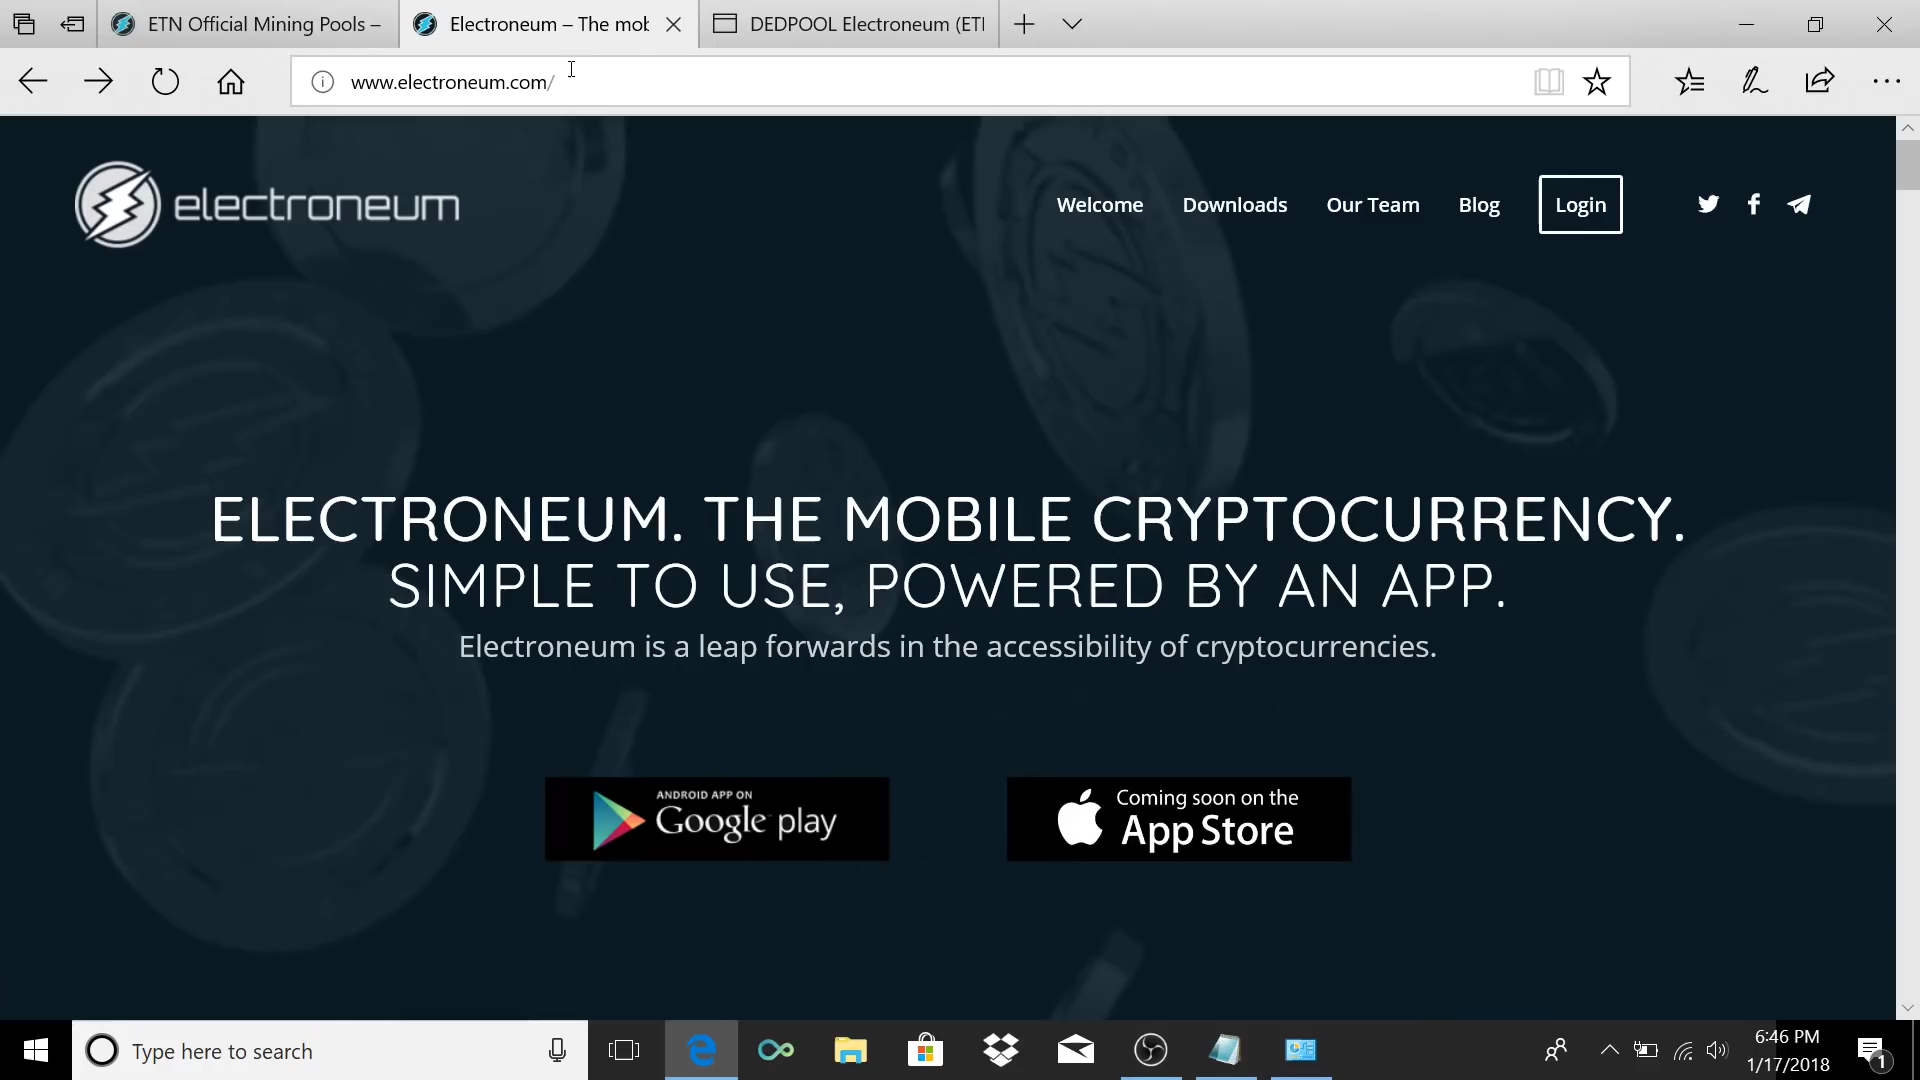 ETN Official Mining Pools –
Electroneum – The mob
DEDPOOL Electroneum (ETI
www.electroneum.com/
electroneum
Welcome
Downloads
Our Team
Blog
Login
ELECTRONEUM. THE MOBILE CRYPTOCURRENCY.
SIMPLE TO USE, POWERED BY AN APP.
Electroneum is a leap forwards in the accessibility of cryptocurrencies.
ANDROID APP ON
Google play
Coming soon on the
App Store
Type here to search
6:46 PM
1/17/2018
1